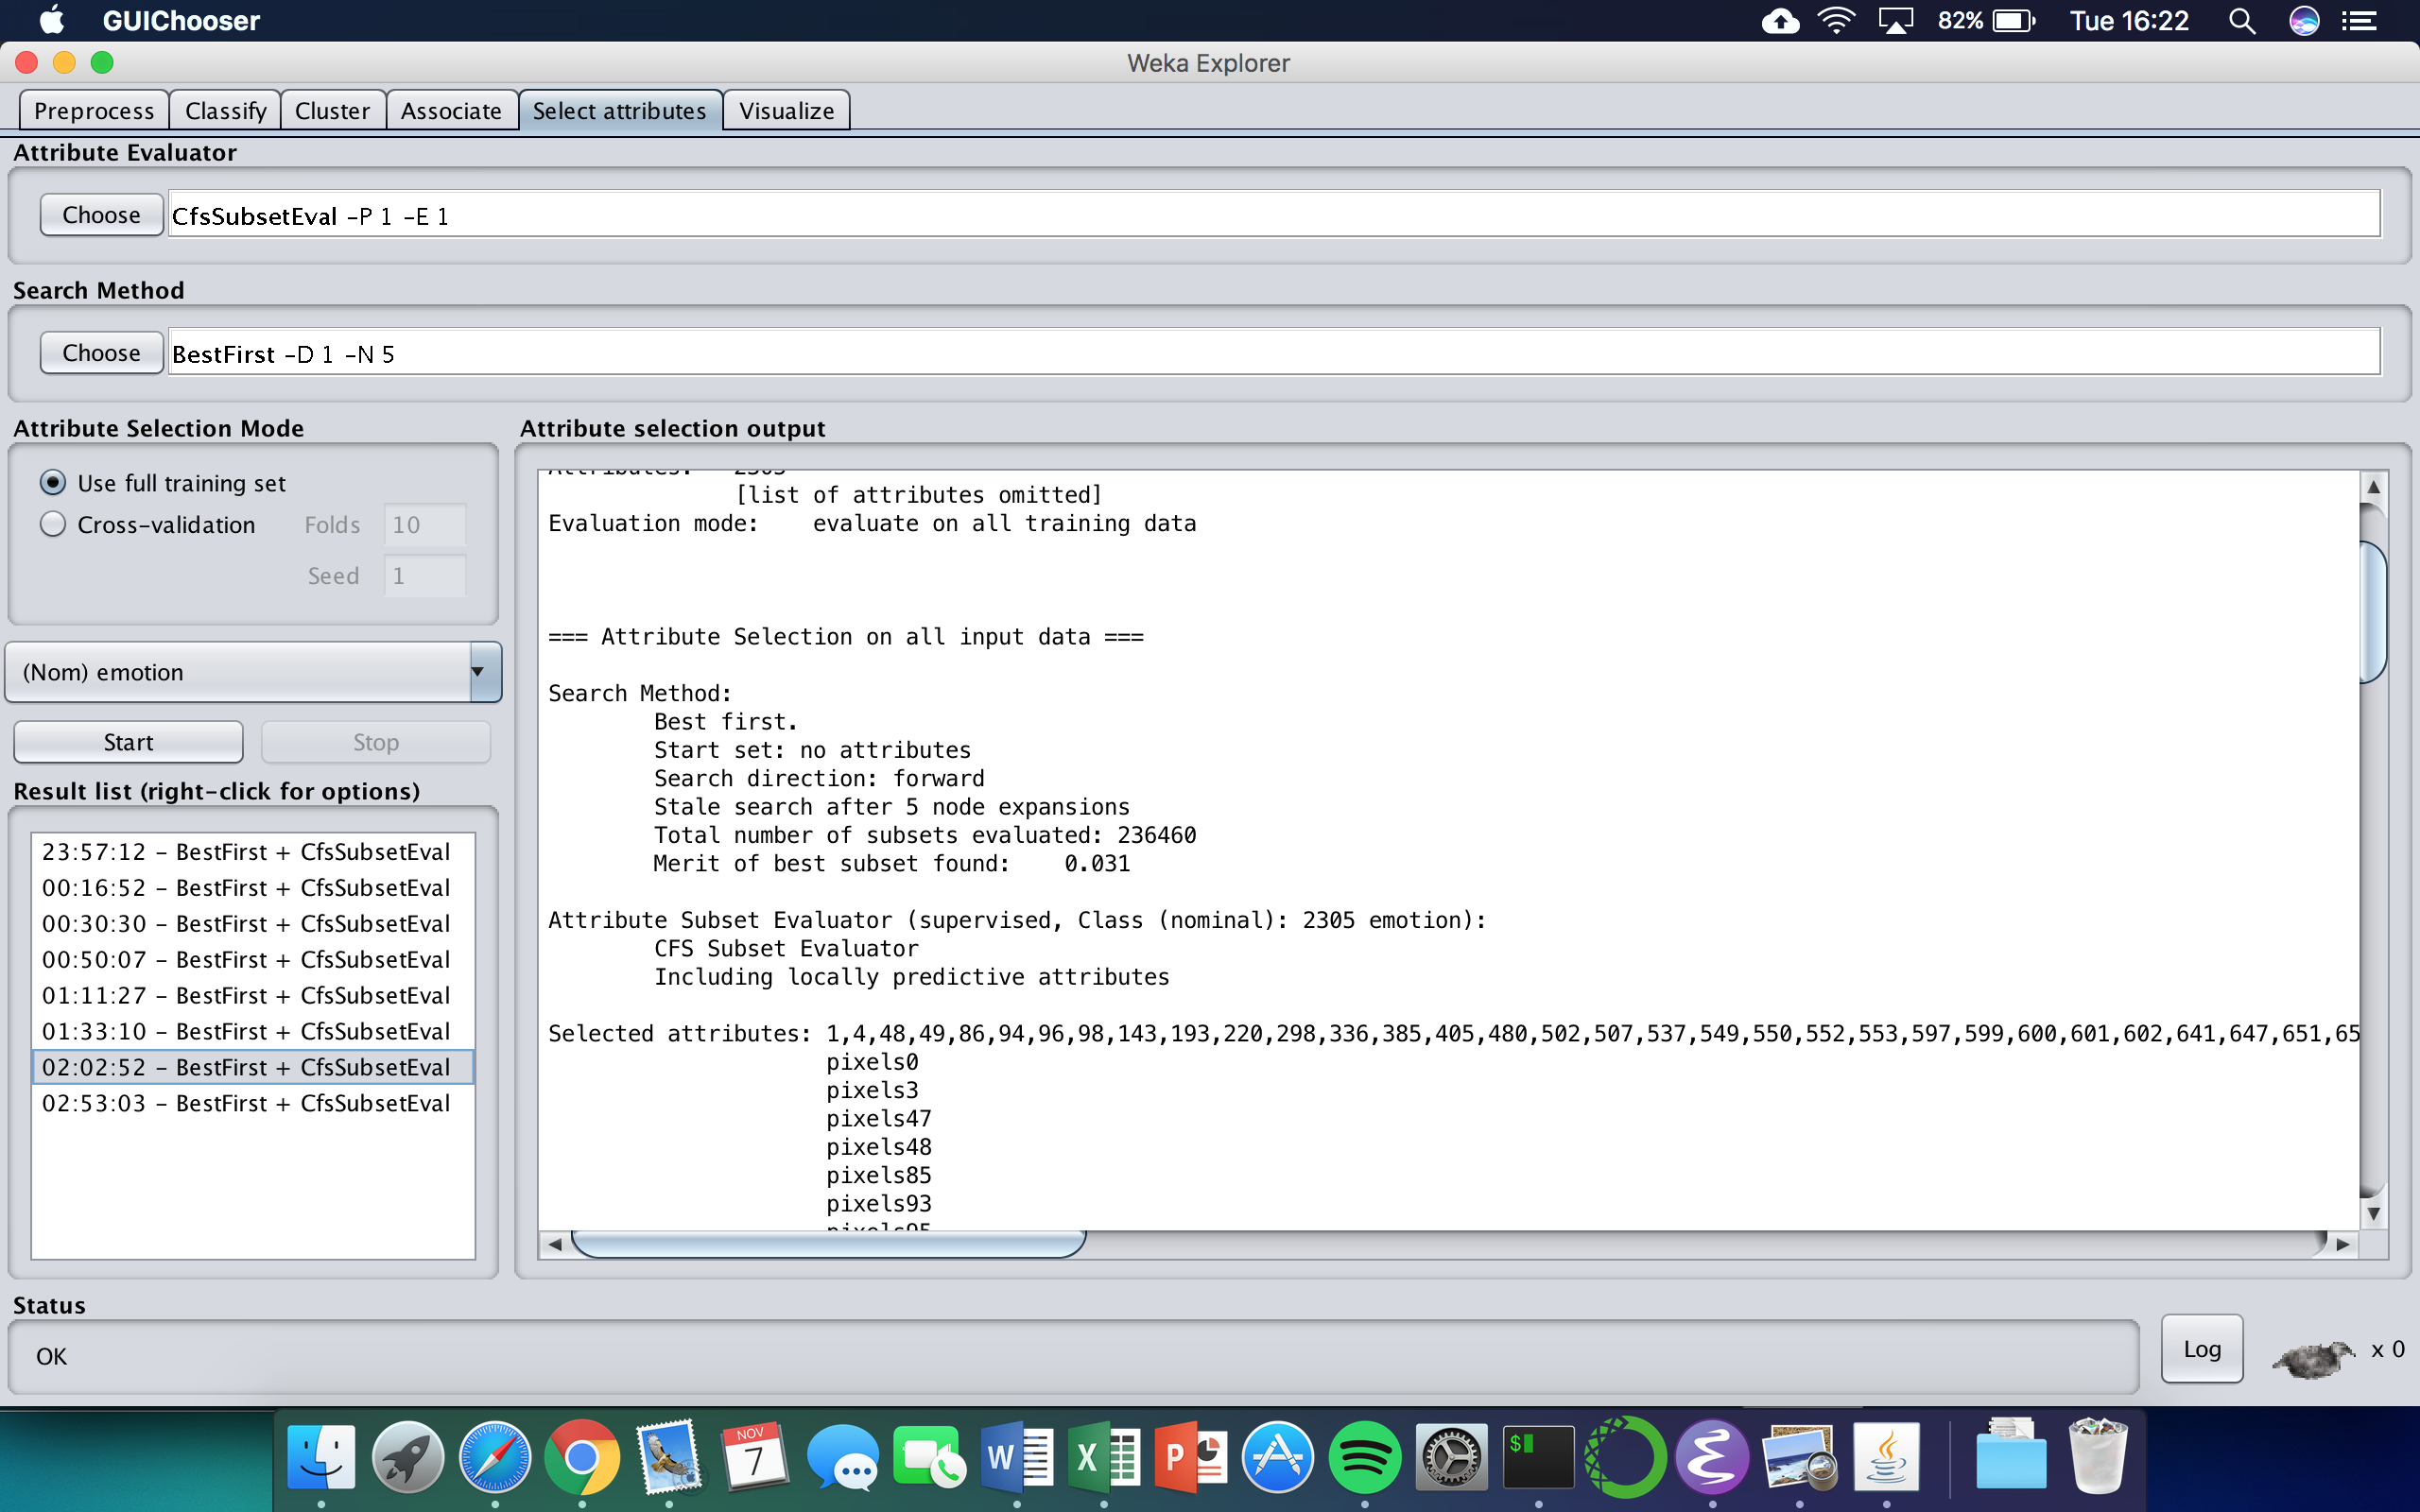 GUIChooser 82% Tue 16:22
Weka Explorer
Preprocess Classify Cluster Associate Select attributes Visualize
Attribute Evaluator
Choose CfsSubsetEval -P 1 -E 1
Search Method
Choose BestFirst -D 1 -N 5
Attribute Selection Mode
Use full training set
Cross-validation Folds 10
Seed 1
(Nom) emotion
Start Stop
Result list (right-click for options)
23:57:12 - BestFirst + CfsSubsetEval
00:16:52 - BestFirst + CfsSubsetEval
00:30:30 - BestFirst + CfsSubsetEval
00:50:07 - BestFirst + CfsSubsetEval
01:11:27 - BestFirst + CfsSubsetEval
01:33:10 - BestFirst + CfsSubsetEval
02:02:52 - BestFirst + CfsSubsetEval
02:53:03 - BestFirst + CfsSubsetEval
Attribute selection output
Attributes: 2305
[list of attributes omitted]
Evaluation mode: evaluate on all training data
=== Attribute Selection on all input data ===
Search Method:
Best first.
Start set: no attributes
Search direction: forward
Stale search after 5 node expansions
Total number of subsets evaluated: 236460
Merit of best subset found: 0.031
Attribute Subset Evaluator (supervised, Class (nominal): 2305 emotion):
CFS Subset Evaluator
Including locally predictive attributes
Selected attributes: 1,4,48,49,86,94,96,98,143,193,220,298,336,385,405,480,502,507,537,549,550,552,553,597,599,600,601,602,641,647,651,65
pixels0
pixels3
pixels47
pixels48
pixels85
pixels93
pixels95
Status
OK
Log x 0
NOV
7
W X P $